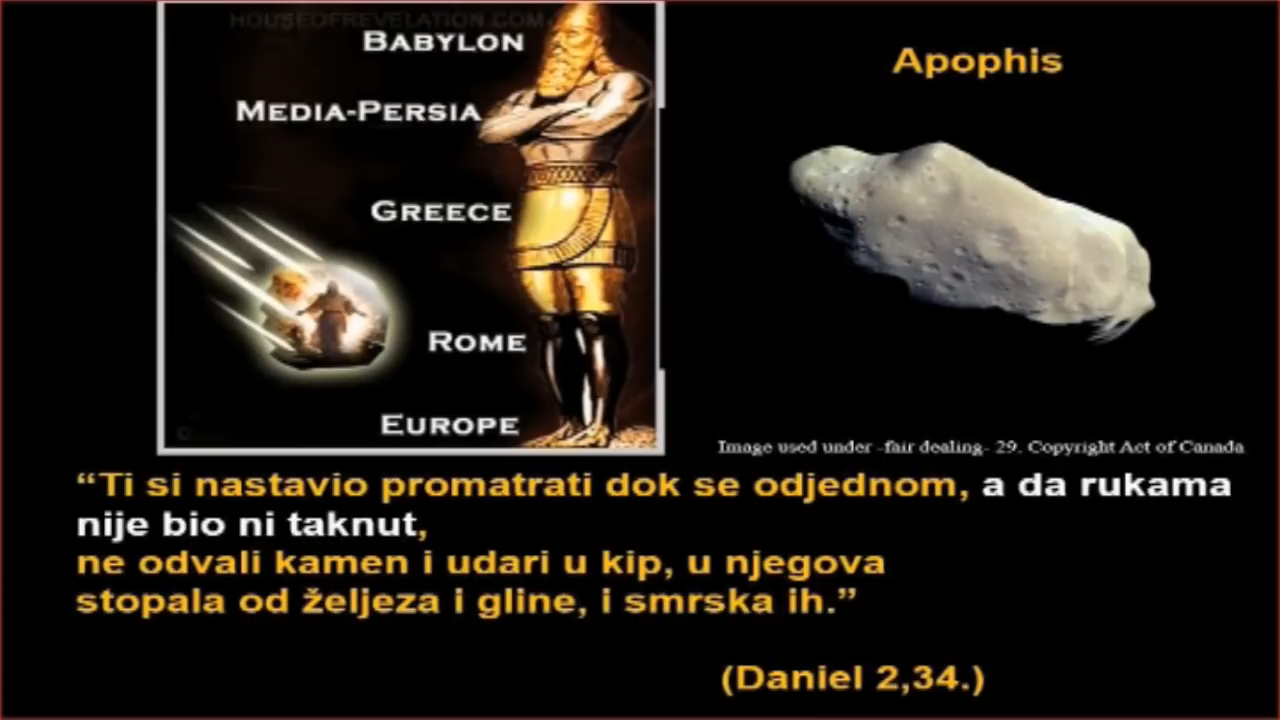 HOUSEOFREVELATION.COM
BABYLON
MEDIA-PERSIA
GREECE
ROME
EUROPE
Apophis
Image used under -fair dealing- 29. Copyright Act of Canada
“Ti si nastavio promatrati dok se odjednom, a da rukama
nije bio ni taknut,
ne odvali kamen i udari u kip, u njegova
stopala od željeza i gline, i smrska ih.”
(Daniel 2,34.)